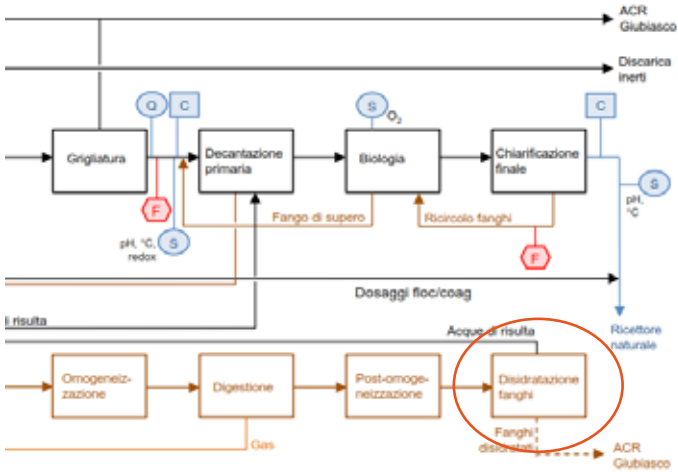 ACR
Giubiasco
Discarica
inerti
Q
C
S
O2
C
Grigliatura
Decantazione
primaria
Biologia
Chiarificazione
finale
S
pH,
°C
F
Fango di supero
Ricircolo fanghi
pH, °C,
redox
S
F
Dosaggi floc/coag
i risulta
Acque di risulta
Ricettore
naturale
Omogeneiz-
zazione
Digestione
Post-omoge-
neizzazione
Disidratazione
fanghi
Gas
Fanghi
disidratati
ACR
Giubiasco